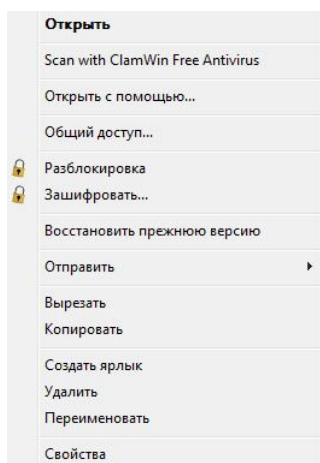 Открыть
Scan with ClamWin Free Antivirus
Открыть с помощью...
Общий доступ...
Разблокировка
Зашифровать...
Восстановить прежнюю версию
Отправить
Вырезать
Копировать
Создать ярлык
Удалить
Переименовать
Свойства